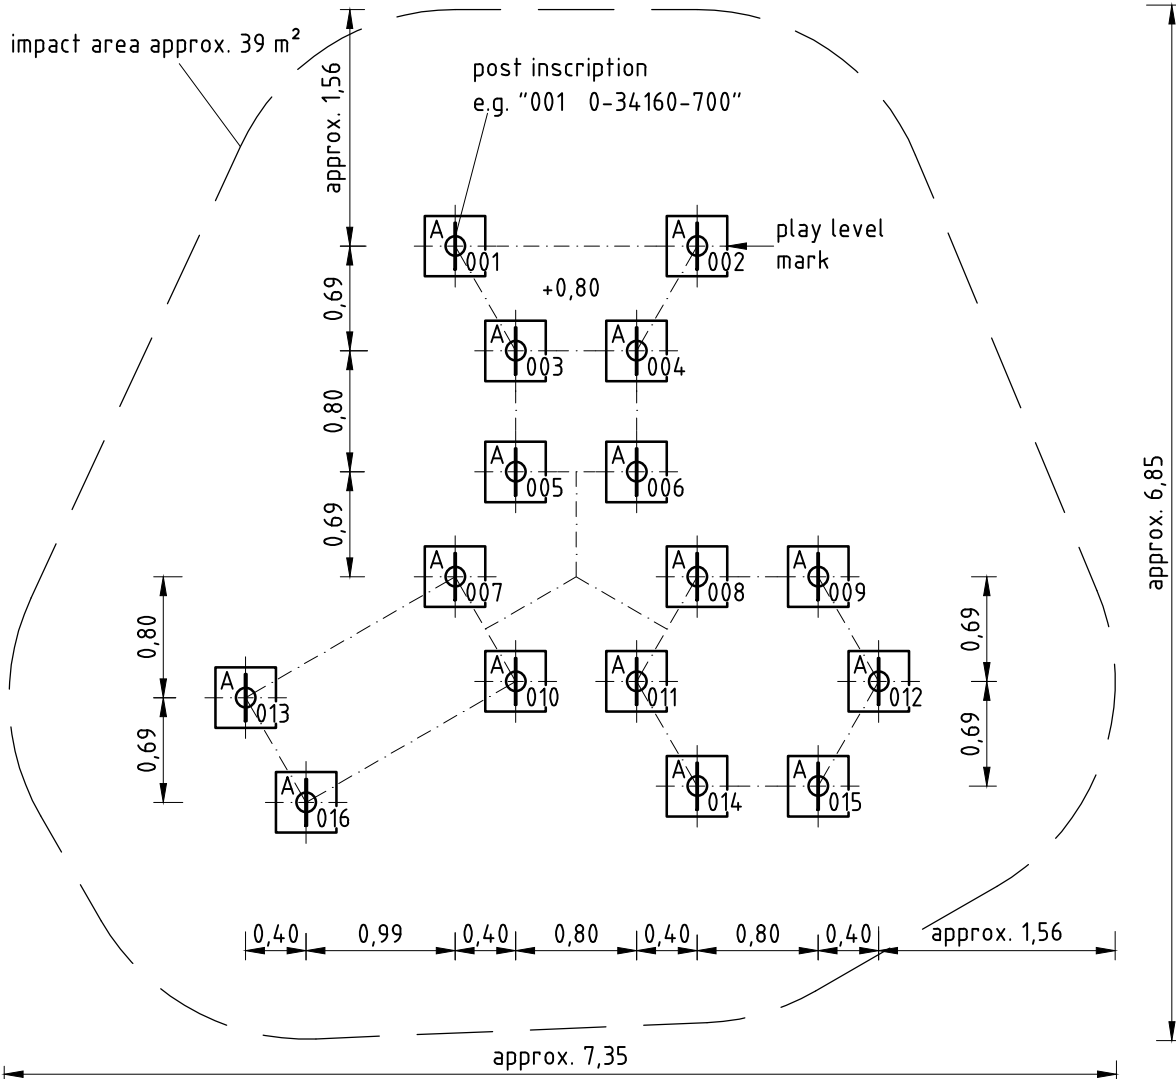 impact area approx. 39 m²
approx. 1,56
post inscription
e.g. "001 0-34160-700"
A
001
A
002
play level
mark
+0,80
0,69
A
003
A
004
0,80
A
005
A
006
approx. 6,85
0,69
A
007
A
008
A
009
0,80
0,69
A
010
A
011
A
012
A
013
0,69
0,69
A
014
A
015
A
016
0,40
0,99
0,40
0,80
0,40
0,80
0,40
approx. 1,56
approx. 7,35